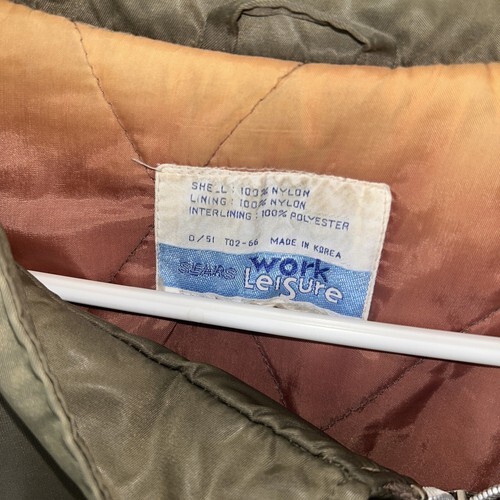 SHELL : 100% NYLON
LINING : 100% NYLON
INTERLINING : 100% POLYESTER
0/51 T02-66 MADE IN KOREA
SEARS work
Leisure